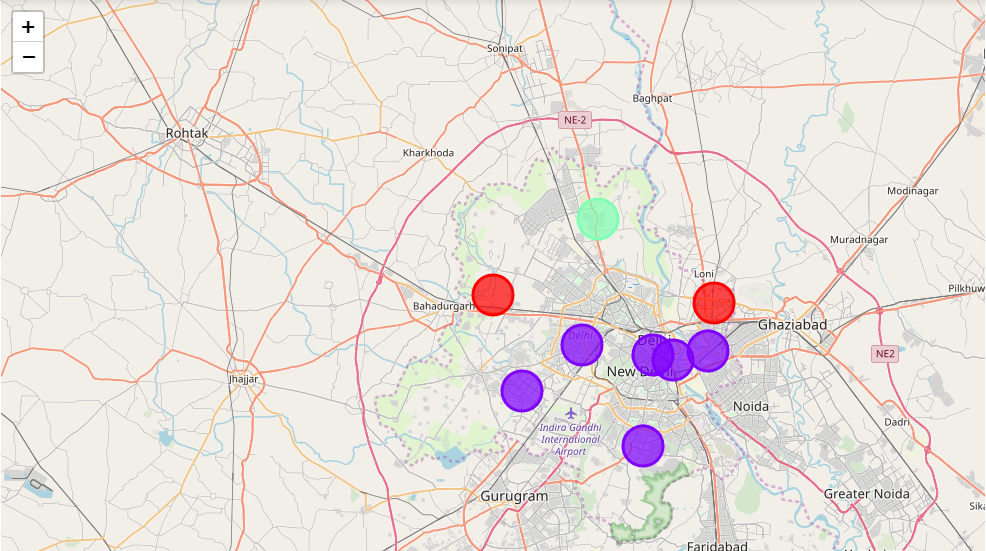 +
−
Sonipat
Baghpat
NE-2
Rohtak
Kharkhoda
Modinagar
Muradnagar
Loni
Pilkhuw
Bahadurgarh
Ghaziabad
Delhi
NE2
New Delhi
Jhajjar
Noida
Dadri
Indira Gandhi
International
Airport
Gurugram
Greater Noida
Sika
Faridabad